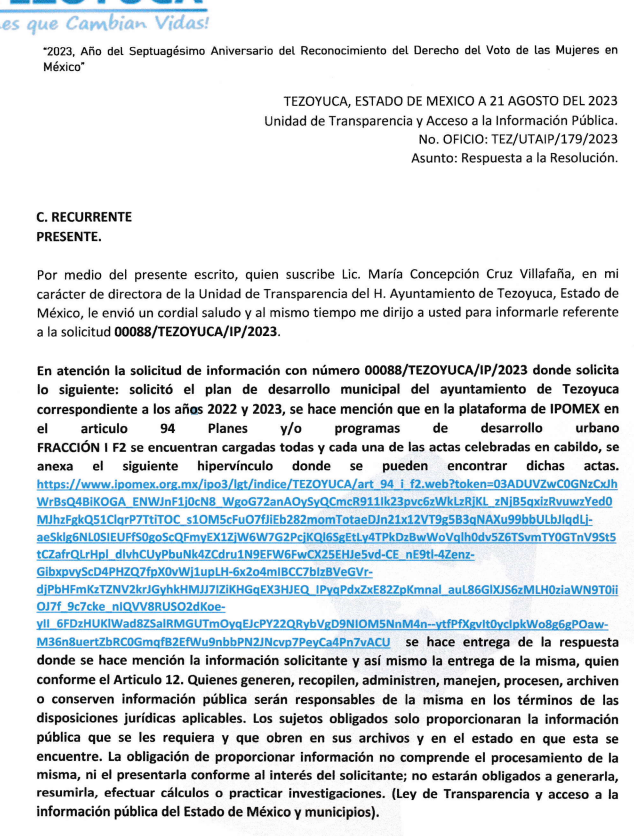 TEZOYUCA
es que Cambian Vidas!
"2023, Año del Septuagésimo Aniversario del Reconocimiento del Derecho del Voto de las Mujeres en
México"
TEZOYUCA, ESTADO DE MEXICO A 21 AGOSTO DEL 2023
Unidad de Transparencia y Acceso a la Información Pública.
No. OFICIO: TEZ/UTAIP/179/2023
Asunto: Respuesta a la Resolución.
C. RECURRENTE
PRESENTE.
Por medio del presente escrito, quien suscribe Lic. María Concepción Cruz Villafaña, en mi
carácter de directora de la Unidad de Transparencia del H. Ayuntamiento de Tezoyuca, Estado de
México, le envió un cordial saludo y al mismo tiempo me dirijo a usted para informarle referente
a la solicitud 00088/TEZOYUCA/IP/2023.
En atención la solicitud de información con número 00088/TEZOYUCA/IP/2023 donde solicita
lo siguiente: solicitó el plan de desarrollo municipal del ayuntamiento de Tezoyuca
correspondiente a los años 2022 y 2023, se hace mención que en la plataforma de IPOMEX en
el articulo 94 Planes y/o programas de desarrollo urbano
FRACCIÓN I F2 se encuentran cargadas todas y cada una de las actas celebradas en cabildo, se
anexa el siguiente hipervínculo donde se pueden encontrar dichas actas.
https://www.ipomex.org.mx/ipo3/lgt/indice/TEZOYUCA/art_94_i_f2.web?token=03ADUVZwC0GNzCxJh
se hace entrega de la respuesta
donde se hace mención la información solicitante y así mismo la entrega de la misma, quien
conforme el Articulo 12. Quienes generen, recopilen, administren, manejen, procesen, archiven
o conserven información pública serán responsables de la misma en los términos de las
disposiciones jurídicas aplicables. Los sujetos obligados solo proporcionaran la información
pública que se les requiera y que obren en sus archivos y en el estado en que esta se
encuentre. La obligación de proporcionar información no comprende el procesamiento de la
misma, ni el presentarla conforme al interés del solicitante; no estarán obligados a generarla,
resumirla, efectuar cálculos o practicar investigaciones. (Ley de Transparencia y acceso a la
información pública del Estado de México y municipios).